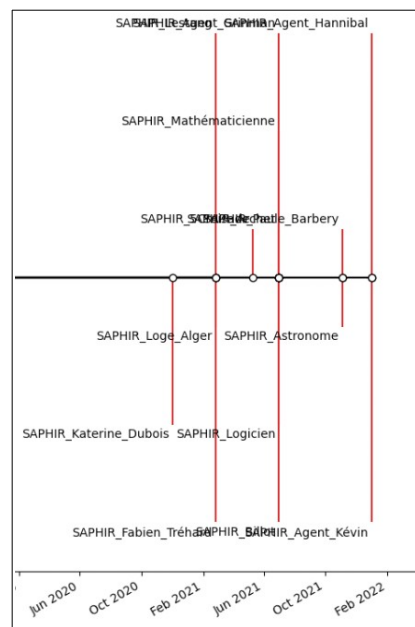 SAPHIR_Agent_Hannibal
SAPHIR_Mathématicienne
SAPHIR_Loge_Alger
SAPHIR_Astronome
SAPHIR_Katerine_Dubois
SAPHIR_Logicien
SAPHIR_Fabien_Tréhard
SAPHIR_Agent_Kévin
Jun 2020
Oct 2020
Feb 2021
Jun 2021
Oct 2021
Feb 2022